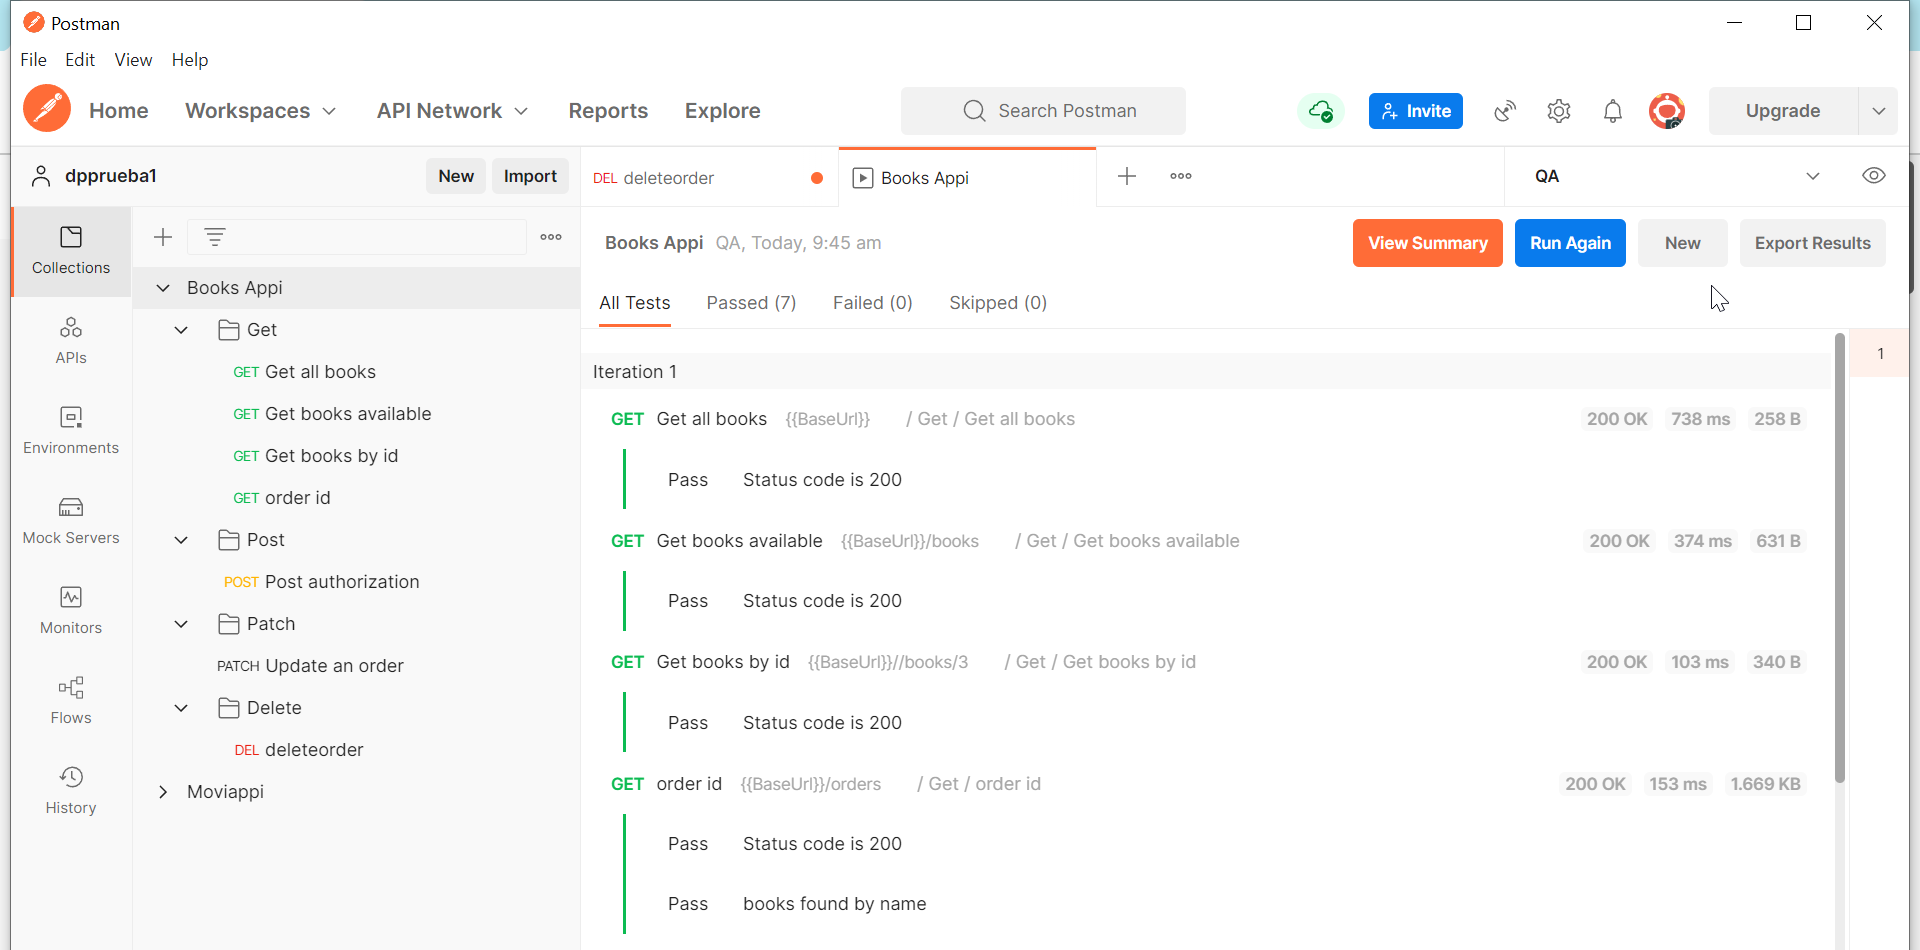 Postman
File Edit View Help
Home Workspaces API Network Reports Explore Search Postman Invite Upgrade
dpprueba1 New Import DEL deleteorder Books Appi QA
Collections
APIs
Environments
Mock Servers
Monitors
Flows
History
Books Appi
Get
GET Get all books
GET Get books available
GET Get books by id
GET order id
Post
POST Post authorization
Patch
PATCH Update an order
Delete
DEL deleteorder
Moviappi
Books Appi QA, Today, 9:45 am View Summary Run Again New Export Results
All Tests Passed (7) Failed (0) Skipped (0)
1
Iteration 1
GET Get all books {{BaseUrl}} / Get / Get all books 200 OK 738 ms 258 B
Pass Status code is 200
GET Get books available {{BaseUrl}}/books / Get / Get books available 200 OK 374 ms 631 B
Pass Status code is 200
GET Get books by id {{BaseUrl}}//books/3 / Get / Get books by id 200 OK 103 ms 340 B
Pass Status code is 200
GET order id {{BaseUrl}}/orders / Get / order id 200 OK 153 ms 1.669 KB
Pass Status code is 200
Pass books found by name